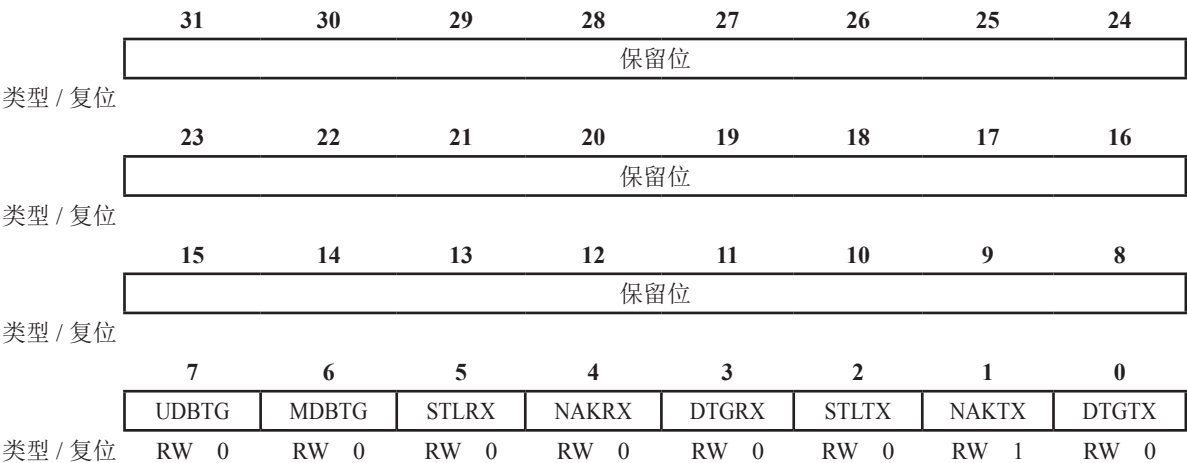 31 30 29 28 27 26 25 24
保留位
类型 / 复位
23 22 21 20 19 18 17 16
保留位
类型 / 复位
15 14 13 12 11 10 9 8
保留位
类型 / 复位
7 6 5 4 3 2 1 0
UDBTG MDBTG STLRX NAKRX DTGRX STLTX NAKTX DTGTX
类型 / 复位 RW 0 RW 0 RW 0 RW 0 RW 0 RW 0 RW 1 RW 0